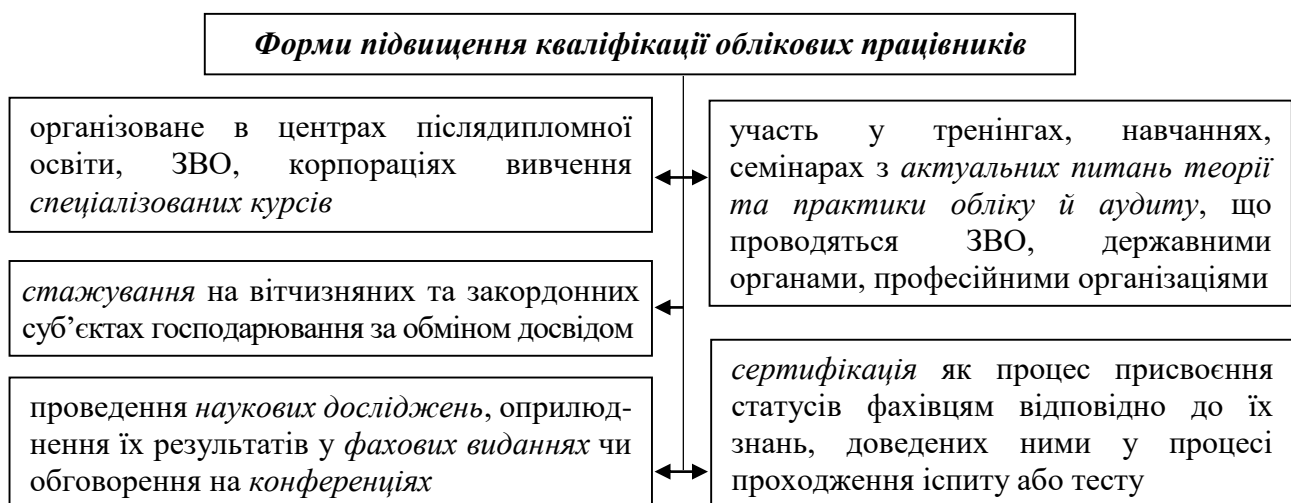 Форми підвищення кваліфікації облікових працівників
організоване в центрах післядипломної
освіти, ЗВО, корпораціях вивчення
спеціалізованих курсів
участь у тренінгах, навчаннях,
семінарах з актуальних питань теорії
та практики обліку й аудиту, що
проводяться ЗВО, державними
органами, професійними організаціями
стажування на вітчизняних та закордонних
суб’єктах господарювання за обміном досвідом
проведення наукових досліджень, оприлюд-
нення їх результатів у фахових виданнях чи
обговорення на конференціях
сертифікація як процес присвоєння
статусів фахівцям відповідно до їх
знань, доведених ними у процесі
проходження іспиту або тесту